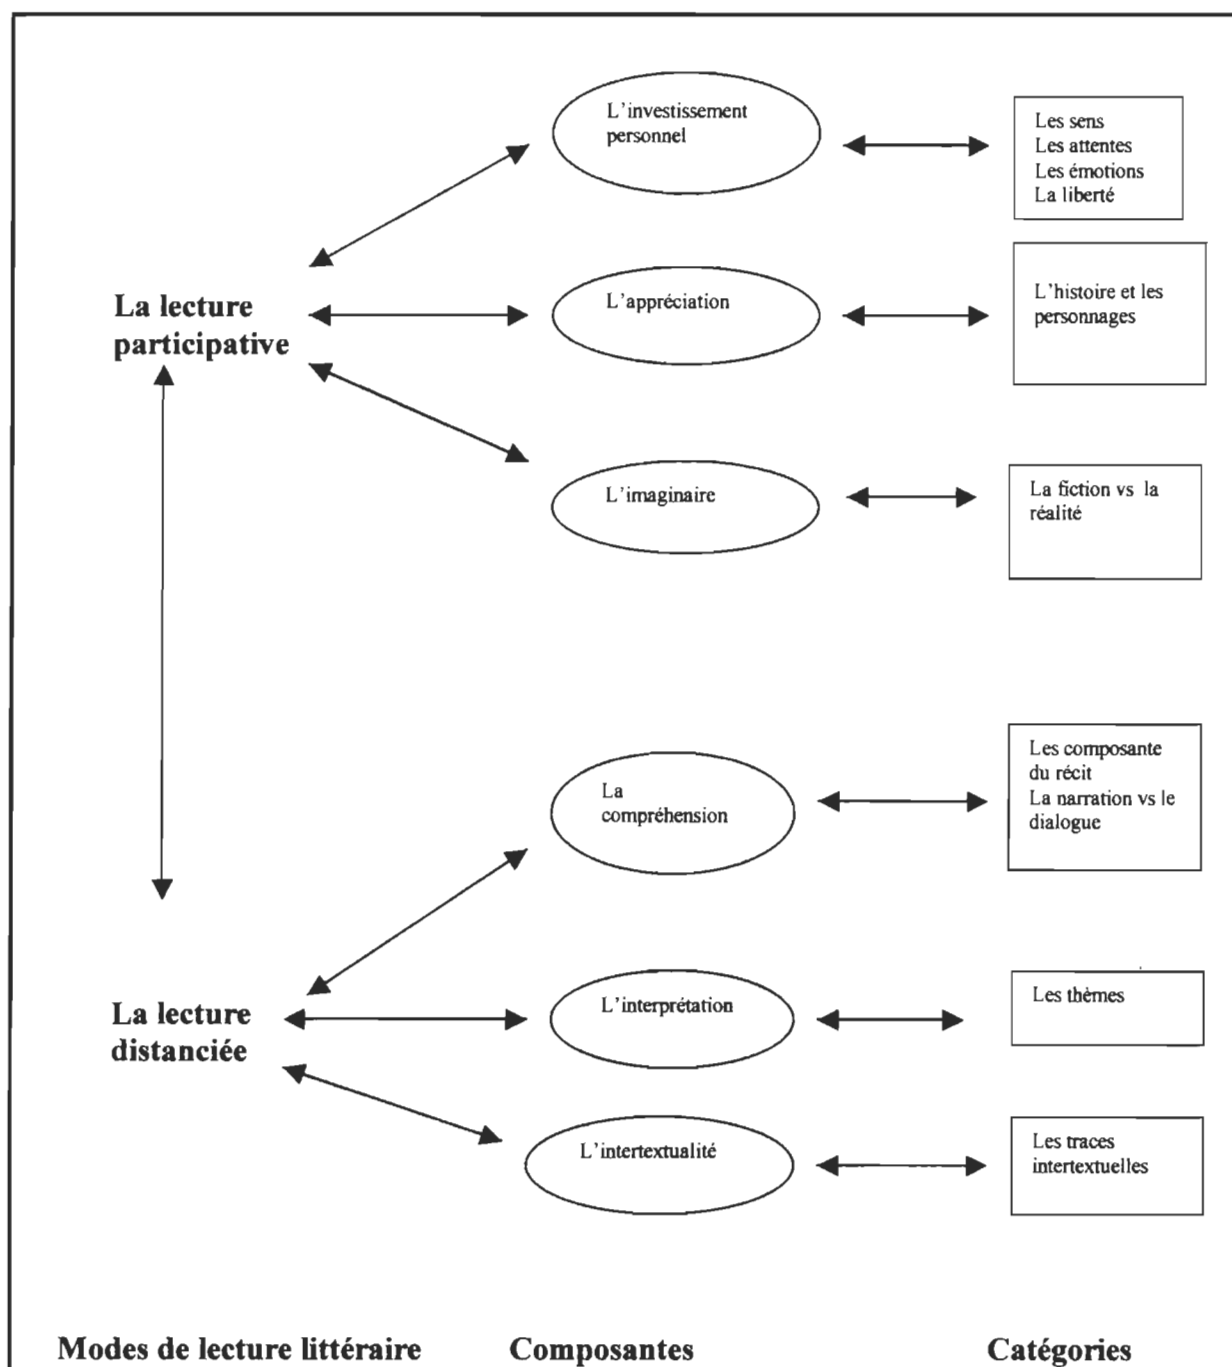 L'investissement
personnel
Les sens
Les attentes
Les émotions
La liberté
La lecture
participative
L'appréciation
L'histoire et les
personnages
L'imaginaire
La fiction vs la
réalité
La
compréhension
Les composante
du récit
La narration vs le
dialogue
La lecture
distanciée
L'interprétation
Les thèmes
L'intertextualité
Les traces
intertextuelles
Modes de lecture littéraire
Composantes
Catégories